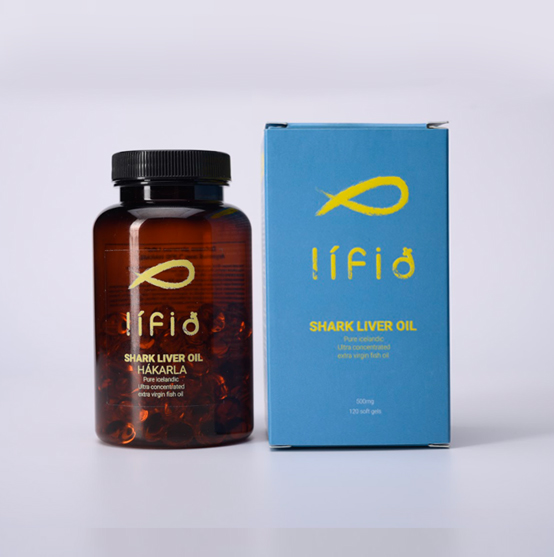 lífið
SHARK LIVER OIL
HÁKARLA
Pure icelandic
Ultra concentrated
extra virgin fish oil
lífið
SHARK LIVER OIL
Pure icelandic
Ultra concentrated
extra virgin fish oil
500mg
120 soft gels